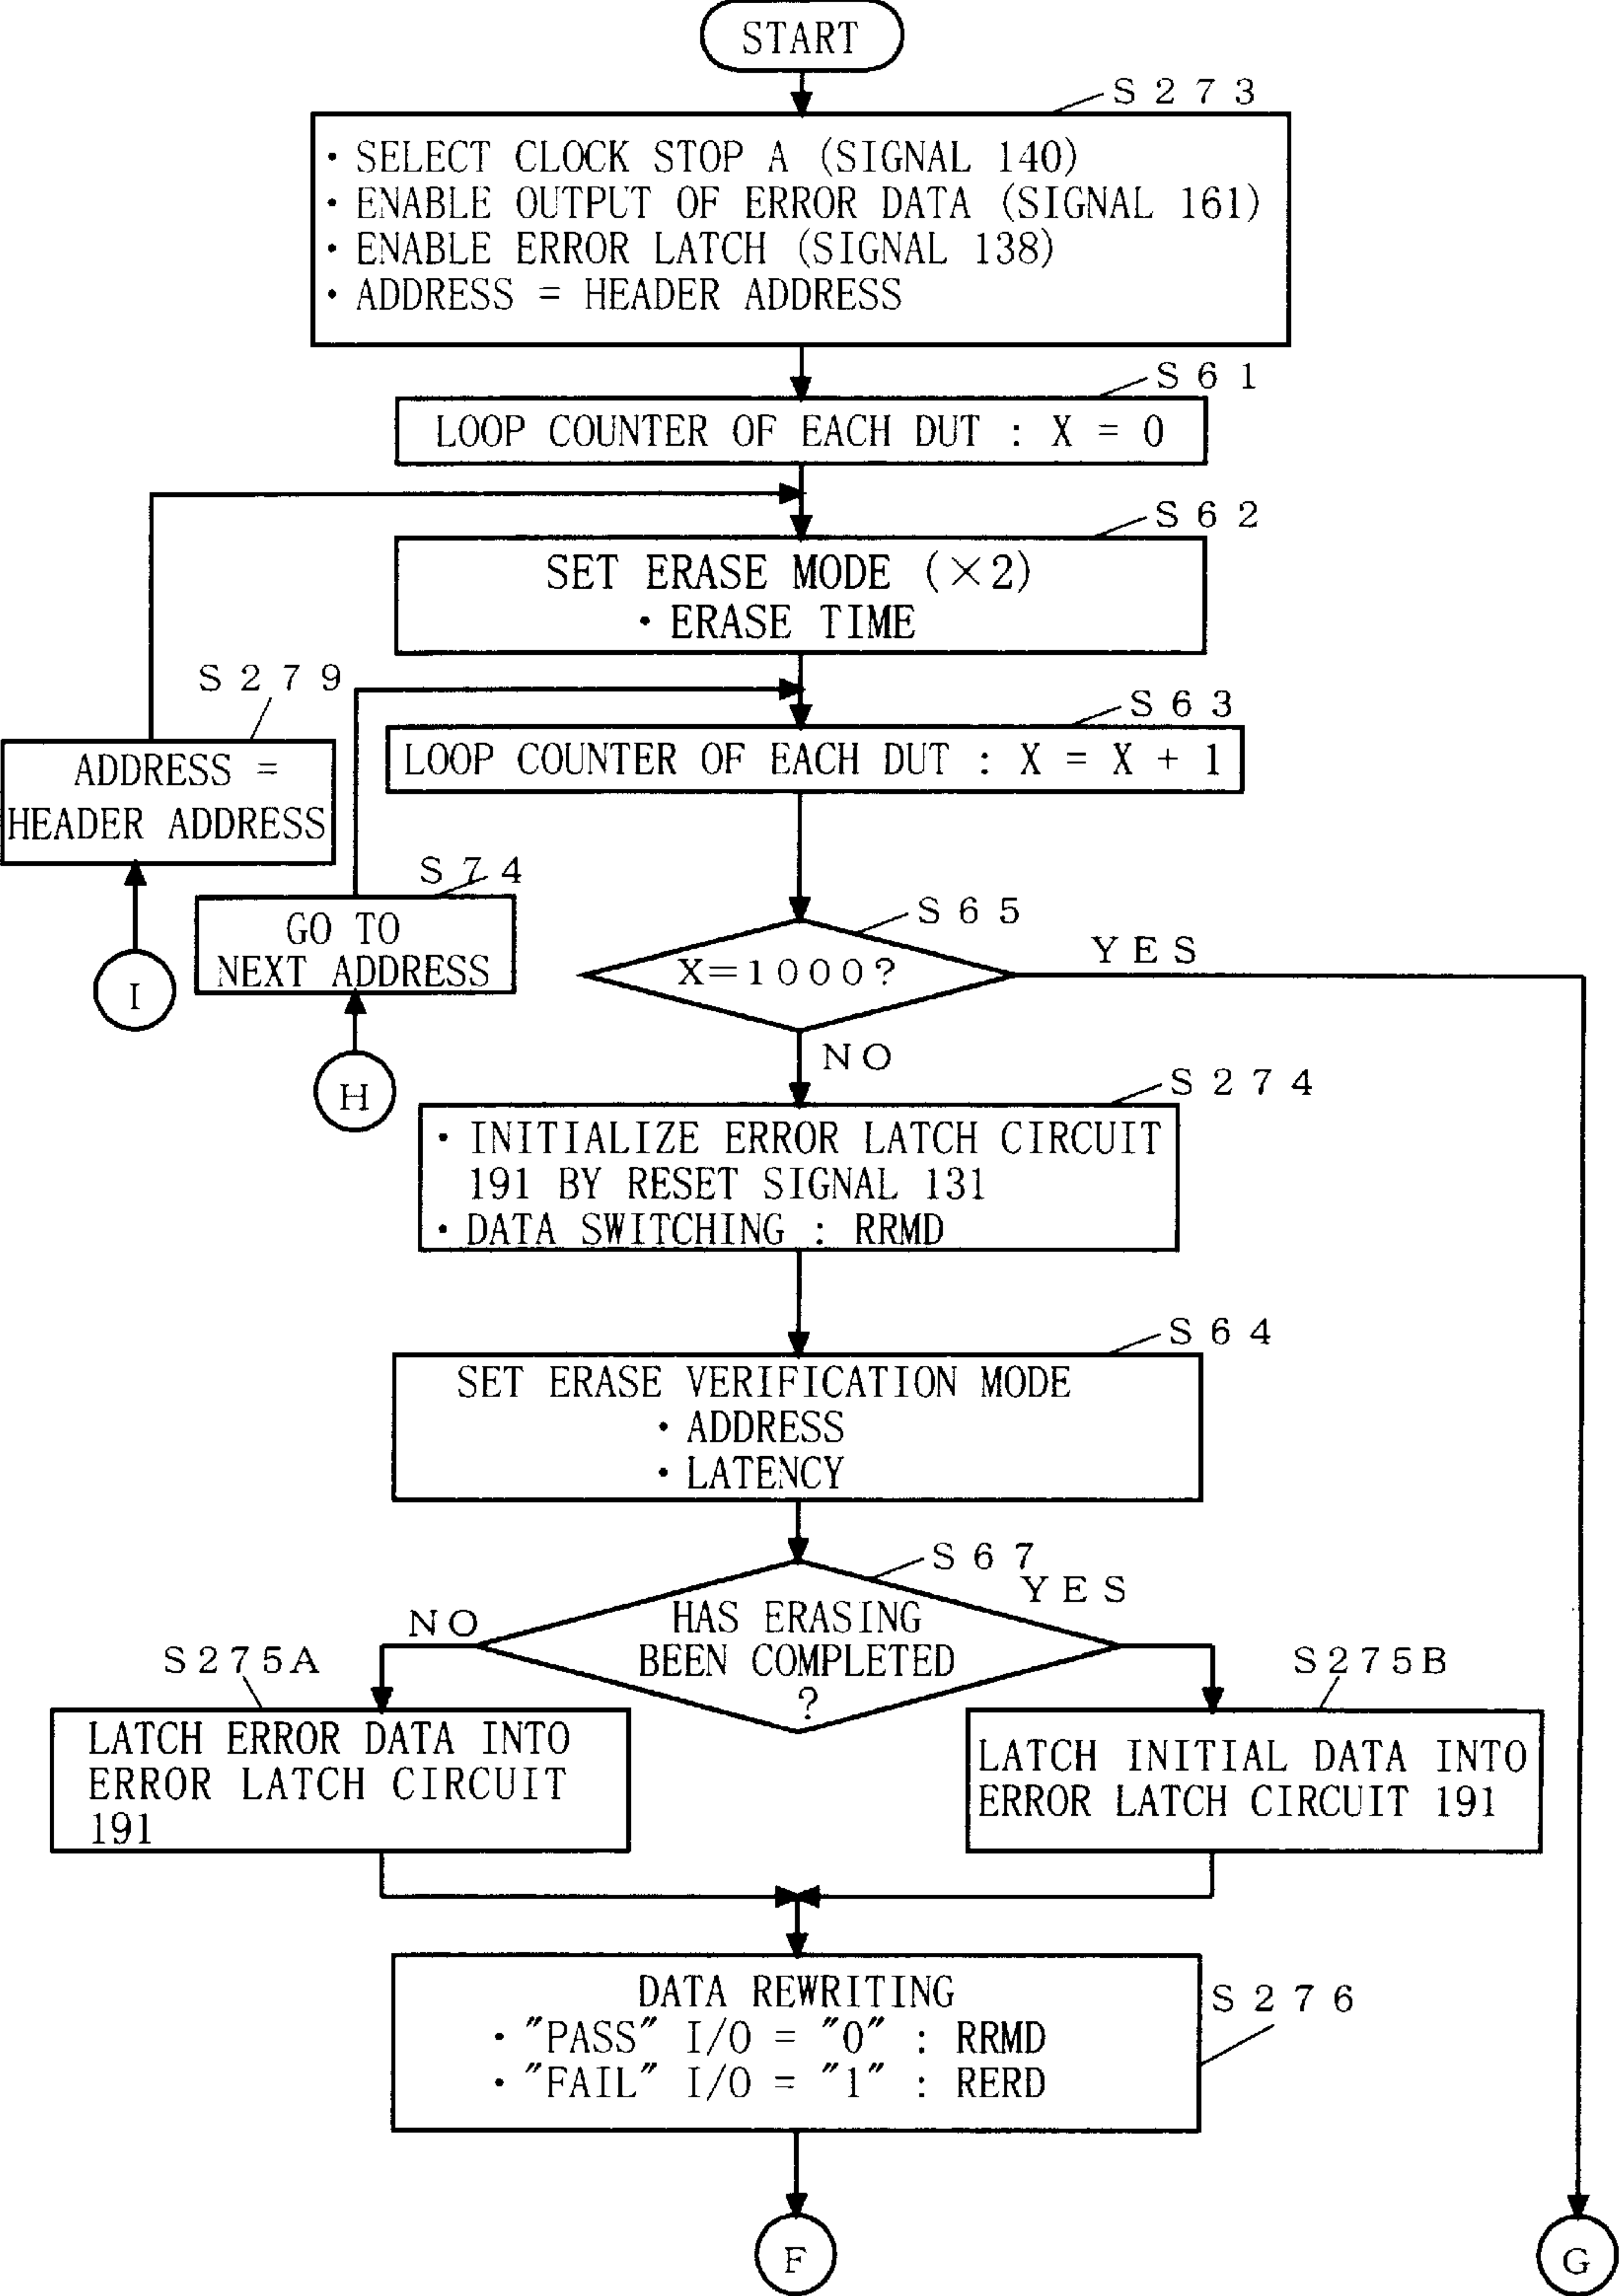 START
S273
・SELECT CLOCK STOP A (SIGNAL 140)
・ENABLE OUTPUT OF ERROR DATA (SIGNAL 161)
・ENABLE ERROR LATCH (SIGNAL 138)
・ADDRESS = HEADER ADDRESS
S61
LOOP COUNTER OF EACH DUT : X = 0
S62
SET ERASE MODE (×2)
・ERASE TIME
S279
ADDRESS =
HEADER ADDRESS
S63
LOOP COUNTER OF EACH DUT : X = X + 1
S74
GO TO
NEXT ADDRESS
I
H
S65
X=1000?
YES
NO
S274
・INITIALIZE ERROR LATCH CIRCUIT
191 BY RESET SIGNAL 131
・DATA SWITCHING : RRMD
S64
SET ERASE VERIFICATION MODE
・ADDRESS
・LATENCY
S67
HAS ERASING
BEEN COMPLETED
?
NO
YES
S275A
LATCH ERROR DATA INTO
ERROR LATCH CIRCUIT
191
S275B
LATCH INITIAL DATA INTO
ERROR LATCH CIRCUIT 191
S276
DATA REWRITING
・"PASS" I/O = "0" : RRMD
・"FAIL" I/O = "1" : RERD
F
G